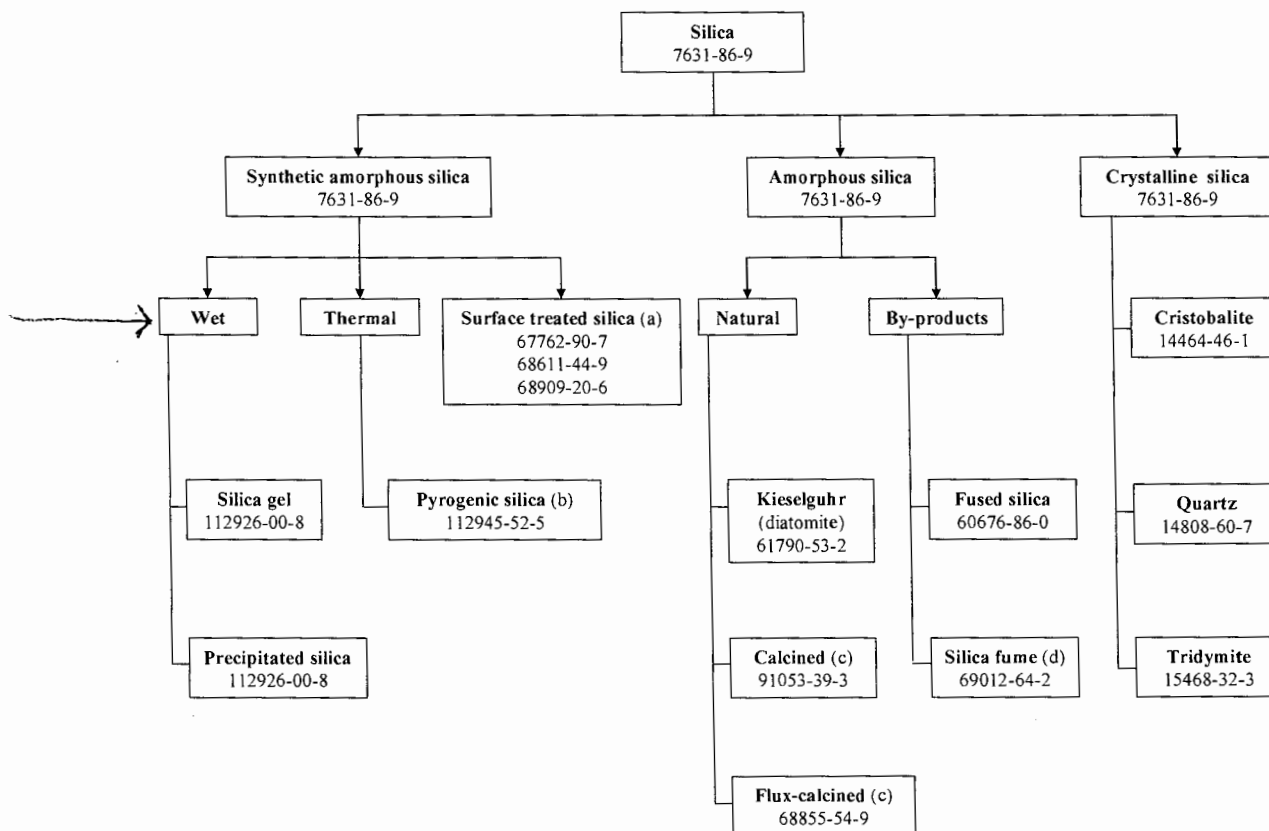 Silica
7631-86-9
Synthetic amorphous silica
7631-86-9
Amorphous silica
7631-86-9
Crystalline silica
7631-86-9
Wet
Thermal
Surface treated silica (a)
67762-90-7
68611-44-9
68909-20-6
Natural
By-products
Cristobalite
14464-46-1
Silica gel
112926-00-8
Pyrogenic silica (b)
112945-52-5
Kieselguhr
(diatomite)
61790-53-2
Fused silica
60676-86-0
Quartz
14808-60-7
Precipitated silica
112926-00-8
Calcined (c)
91053-39-3
Silica fume (d)
69012-64-2
Tridymite
15468-32-3
Flux-calcined (c)
68855-54-9